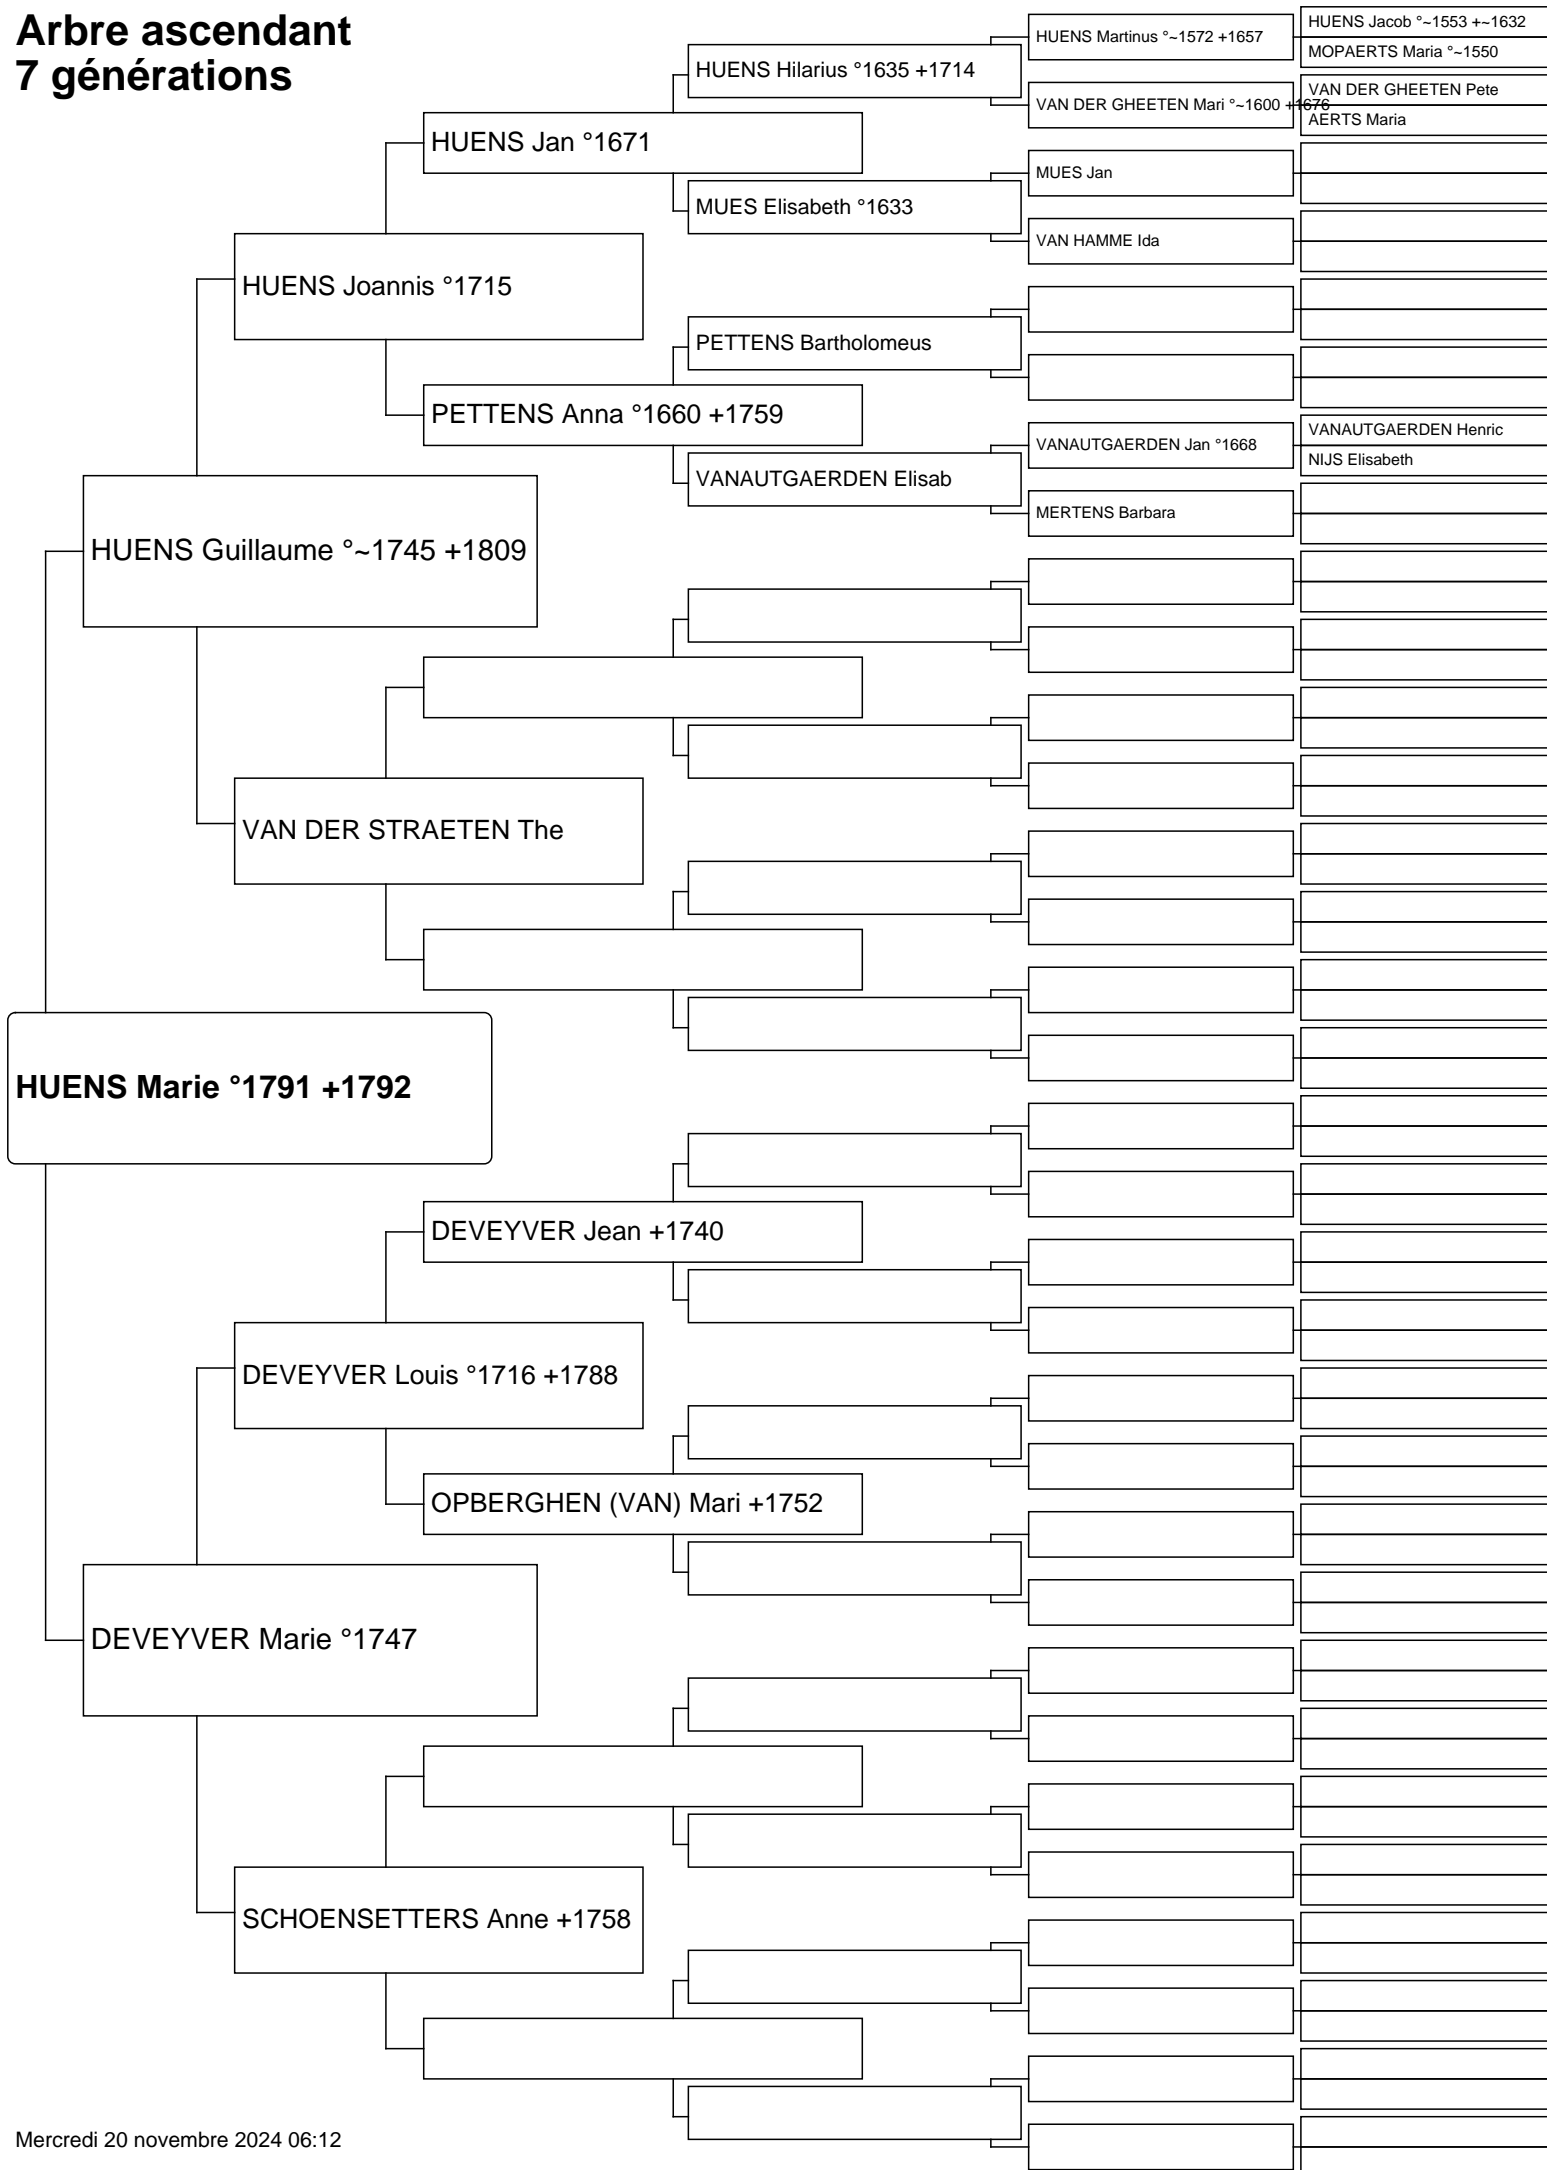 Arbre ascendant
7 générations
HUENS Jacob °~1553 +~1632
HUENS Martinus °~1572 +1657
MOPAERTS Maria °~1550
HUENS Hilarius °1635 +1714
VAN DER GHEETEN Pete
VAN DER GHEETEN Mari °~1600 +1676
AERTS Maria
HUENS Jan °1671
MUES Jan
MUES Elisabeth °1633
VAN HAMME Ida
HUENS Joannis °1715
PETTENS Bartholomeus
PETTENS Anna °1660 +1759
VANAUTGAERDEN Henric
VANAUTGAERDEN Jan °1668
NIJS Elisabeth
VANAUTGAERDEN Elisab
MERTENS Barbara
HUENS Guillaume °~1745 +1809
VAN DER STRAETEN The
HUENS Marie °1791 +1792
DEVEYVER Jean +1740
DEVEYVER Louis °1716 +1788
OPBERGHEN (VAN) Mari +1752
DEVEYVER Marie °1747
SCHOENSETTERS Anne +1758
Mercredi 20 novembre 2024 06:12